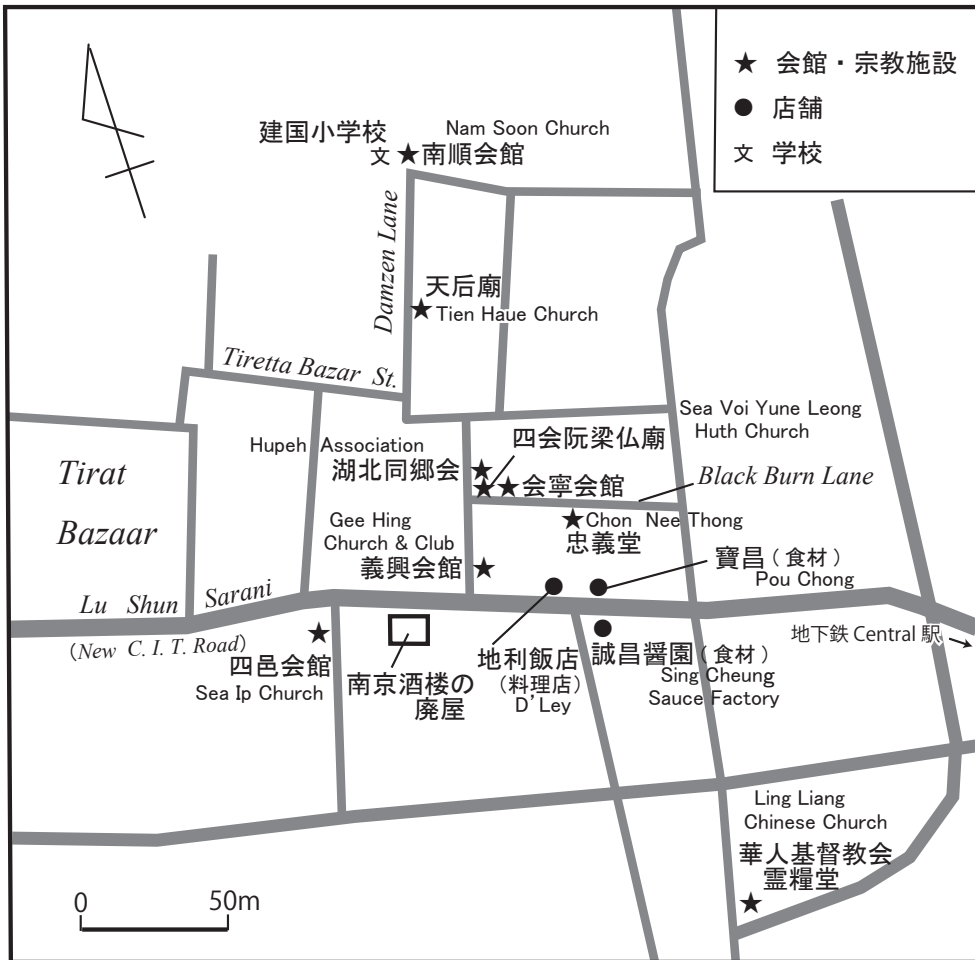 ★ 会館・宗教施設
● 店舗
文 学校
建国小学校
Nam Soon Church
文 ★南順会館
Damzen Lane
天后廟
★ Tien Haue Church
Tiretta Bazar St.
Sea Voi Yune Leong
Huth Church
Hupeh Association
湖北同郷会 ★
四会阮梁仏廟
★ ★ 会寧会館
Black Burn Lane
Tirat
Bazaar
Gee Hing
Church & Club
義興会館 ★
★ Chon Nee Thong
忠義堂
寶昌 (食材)
Pou Chong
Lu Shun Sarani
(New C. I. T. Road)
★
四邑会館
Sea Ip Church
南京酒楼の
廃屋
地利飯店
(料理店)
D'Ley
誠昌醤園 (食材)
Sing Cheung
Sauce Factory
地下鉄 Central 駅
Ling Liang
Chinese Church
華人基督教会
霊糧堂
★
0 50m